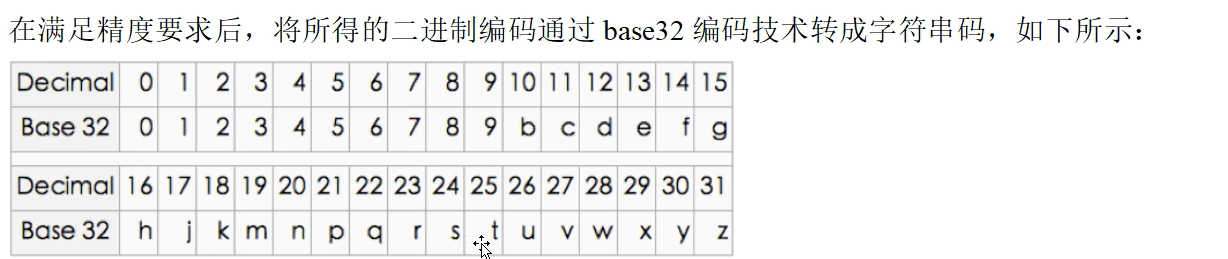 在满足精度要求后，将所得的二进制编码通过 base32 编码技术转成字符串码，如下所示：
Decimal 0 1 2 3 4 5 6 7 8 9 10 11 12 13 14 15
Base 32 0 1 2 3 4 5 6 7 8 9 b c d e f g
Decimal 16 17 18 19 20 21 22 23 24 25 26 27 28 29 30 31
Base 32 h j k m n p q r s t u v w x y z